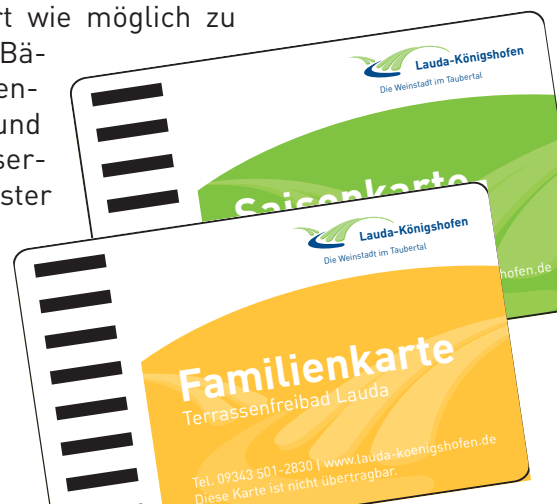 rt wie möglich zu
Bä-
en-
und
ser-
ster
Lauda-Königshofen
Die Weinstadt im Taubertal
Saisonkarte
hofen.de
Lauda-Königshofen
Die Weinstadt im Taubertal
Familienkarte
Terrassenfreibad Lauda
Tel. 09343 501-2830 | www.lauda-koenigshofen.de
Diese Karte ist nicht übertragbar.